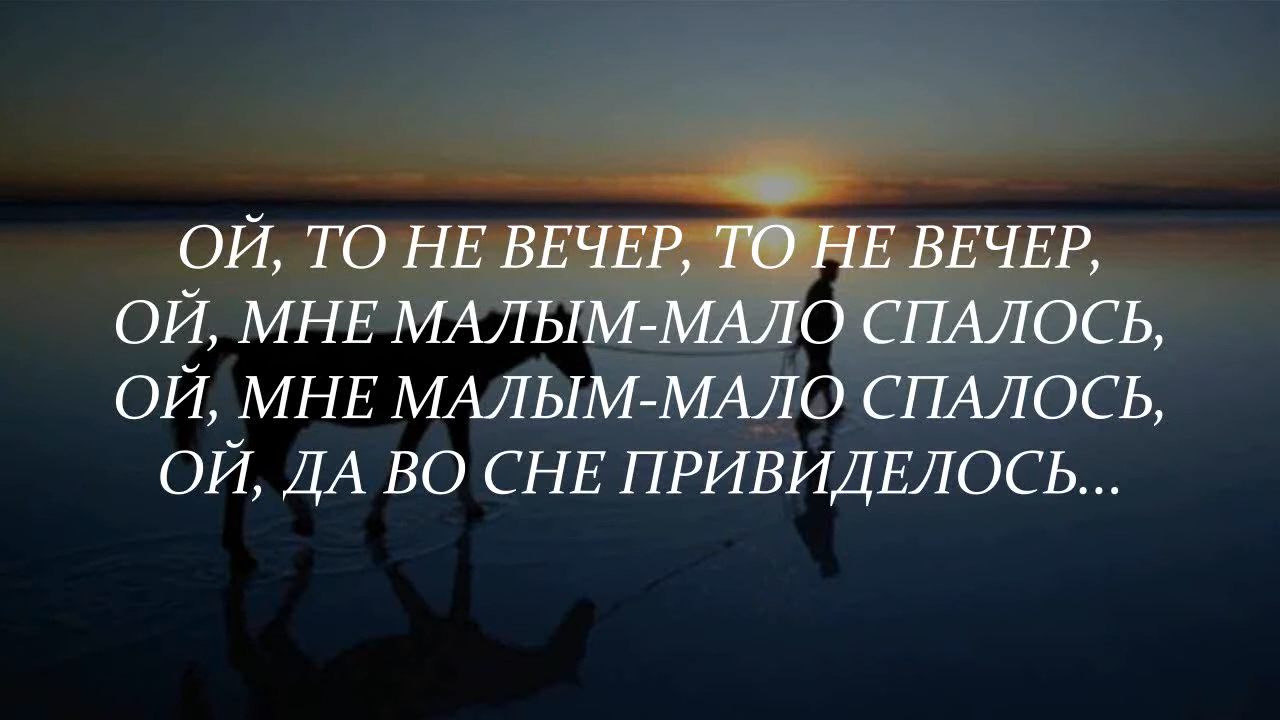 ОЙ, ТО НЕ ВЕЧЕР, ТО НЕ ВЕЧЕР,
ОЙ, МНЕ МАЛЫМ-МАЛО СПАЛОСЬ,
ОЙ, МНЕ МАЛЫМ-МАЛО СПАЛОСЬ,
ОЙ, ДА ВО СНЕ ПРИВИДЕЛОСЬ...